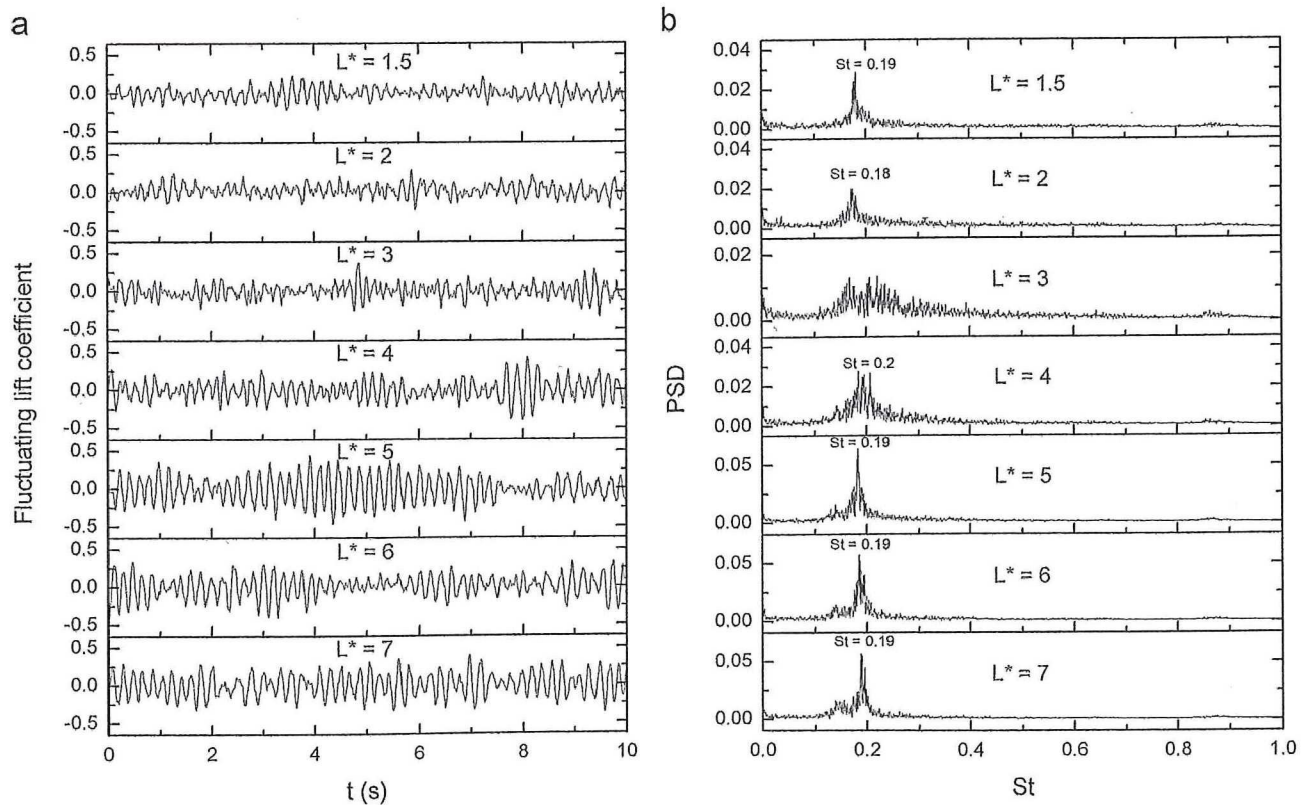 a
Fluctuating lift coefficient
0.5
0.0
-0.5
L* = 1.5
0.5
0.0
-0.5
L* = 2
0.5
0.0
-0.5
L* = 3
0.5
0.0
-0.5
L* = 4
0.5
0.0
-0.5
L* = 5
0.5
0.0
-0.5
L* = 6
0.5
0.0
-0.5
L* = 7
0 2 4 6 8 10
t (s)
b
PSD
0.04
0.02
0.00
St = 0.19
L* = 1.5
0.04
0.02
0.00
St = 0.18
L* = 2
0.02
0.00
L* = 3
0.04
0.02
0.00
St = 0.2
L* = 4
0.05
0.00
St = 0.19
L* = 5
0.05
0.00
St = 0.19
L* = 6
0.05
0.00
St = 0.19
L* = 7
0.0 0.2 0.4 0.6 0.8 1.0
St